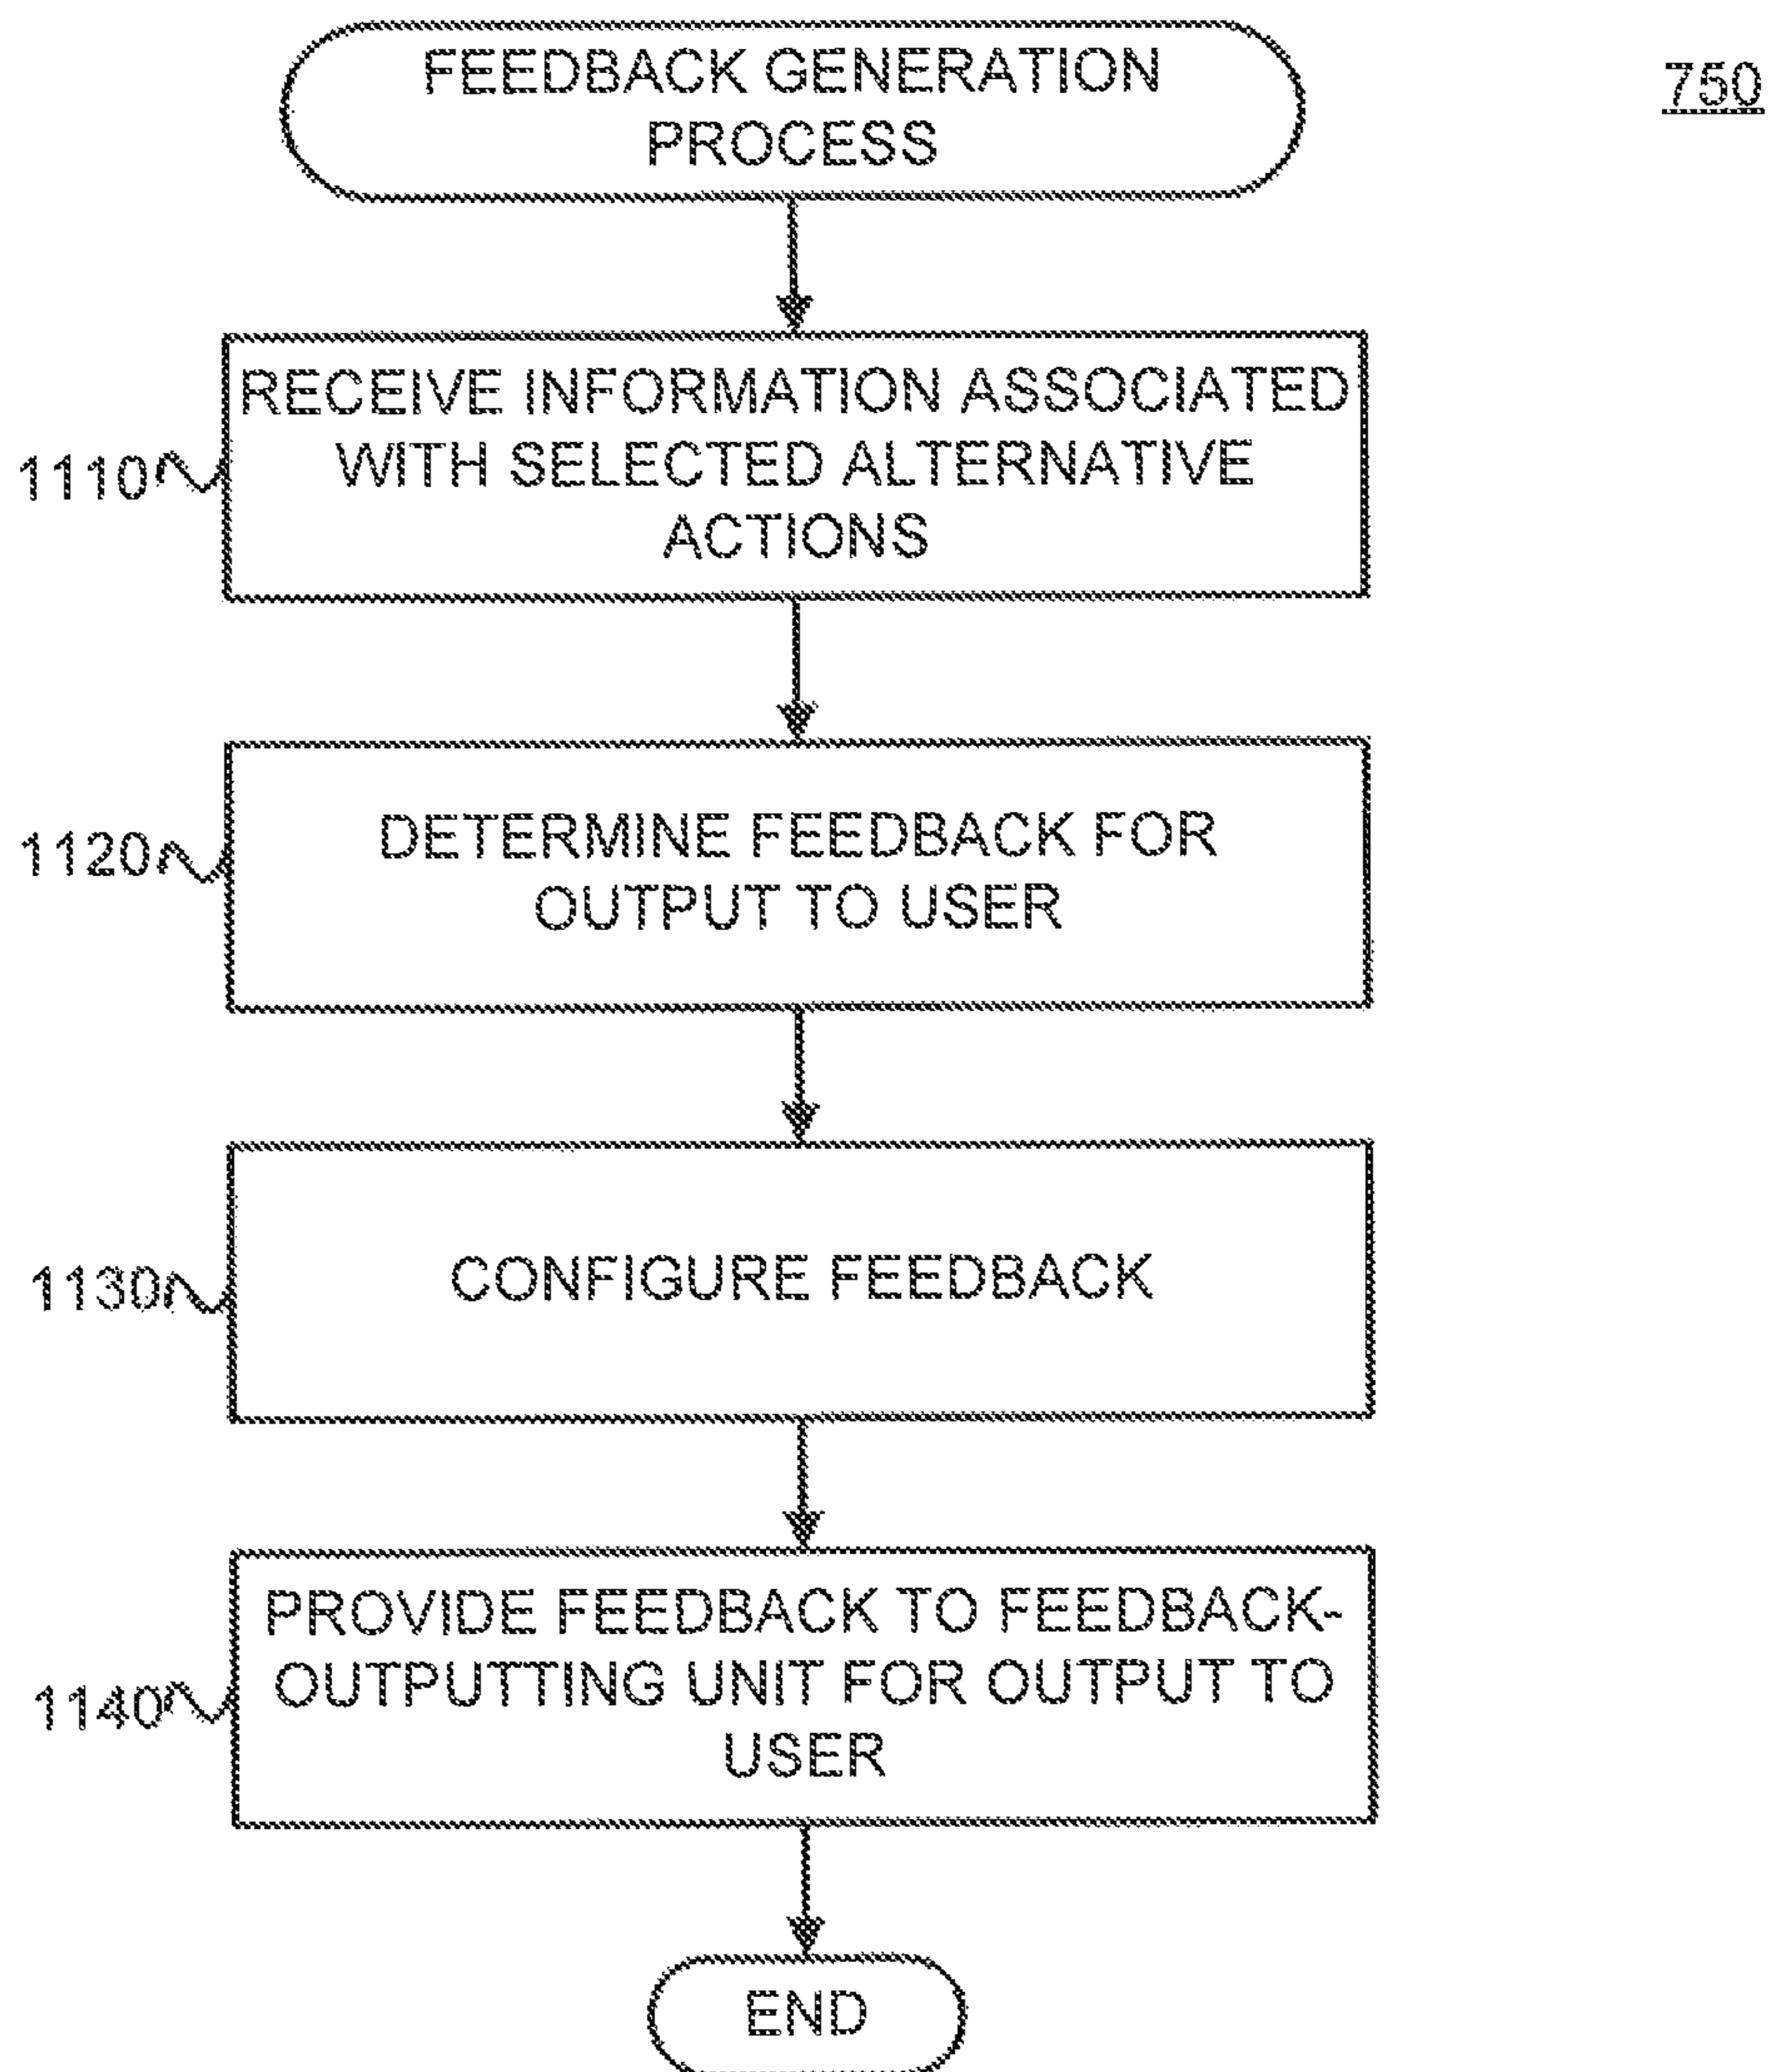 FEEDBACK GENERATION
PROCESS
750
RECEIVE INFORMATION ASSOCIATED
WITH SELECTED ALTERNATIVE
ACTIONS
1110
DETERMINE FEEDBACK FOR
OUTPUT TO USER
1120
CONFIGURE FEEDBACK
1130
PROVIDE FEEDBACK TO FEEDBACK-
OUTPUTTING UNIT FOR OUTPUT TO
USER
1140
END